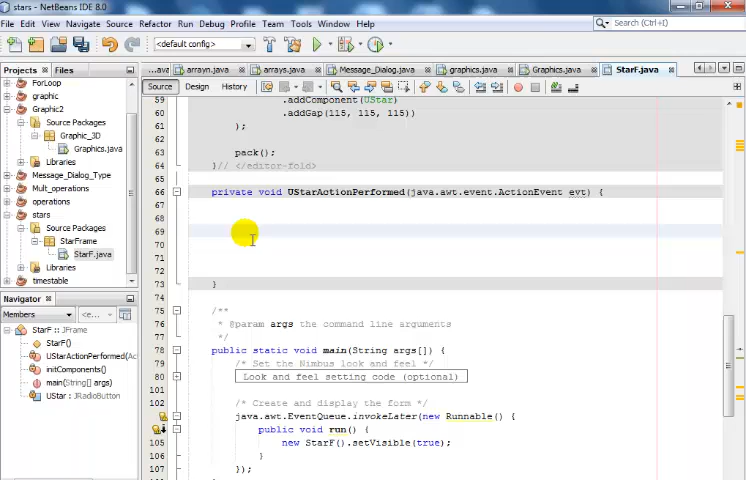 stars - NetBeans IDE 8.0
File Edit View Navigate Source Refactor Run Debug Profile Team Tools Window Help
Search (Ctrl+I)
<default config>
Projects Files
...ava arrayn.java arrays.java Message_Dialog.java graphics.java Graphics.java StarF.java
Source Design History
ForLoop
graphic
Graphic2
Source Packages
Graphic_3D
Graphics.java
Libraries
Message_Dialog_Type
Mult_operations
operations
stars
Source Packages
StarFrame
StarF.java
Libraries
timestable
Navigator
Members <e...
StarF :: JFrame
StarF()
UStarActionPerformed(Ac
initComponents()
main(String[] args)
UStar : JRadioButton
59 .addComponent(UStar)
60 .addGap(115, 115, 115))
61 );
62
63 pack();
64 }// </editor-fold>
65
66 private void UStarActionPerformed(java.awt.event.ActionEvent evt) {
67
68
69
70
71
72
73 }
74
75 /**
76 * @param args the command line arguments
77 */
78 public static void main(String args[]) {
79 /* Set the Nimbus look and feel */
80 Look and feel setting code (optional)
101
102 /* Create and display the form */
java.awt.EventQueue.invokeLater(new Runnable() {
public void run() {
105 new StarF().setVisible(true);
106 }
107 });